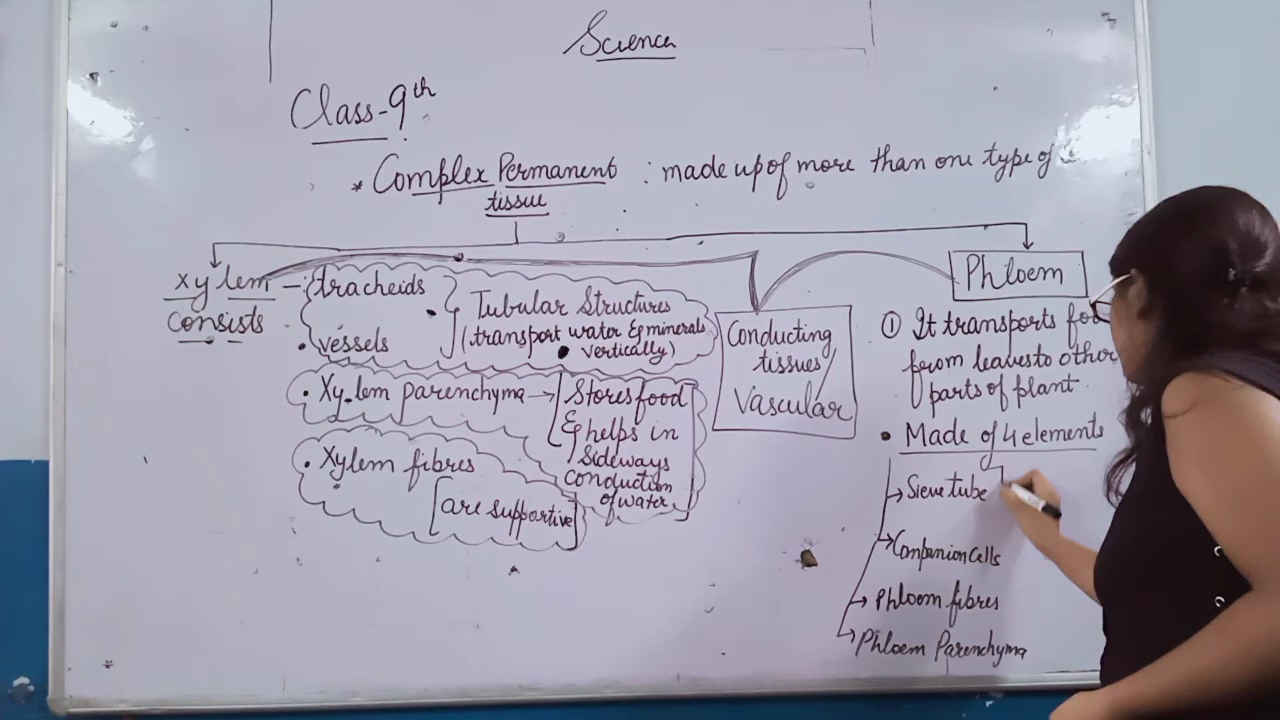 Science
Class-9th
* Complex Permanent : made up of more than one type of
tissue
xylem – : tracheids
consists
• vessels
Tubular Structures
(transport water & minerals
vertically)
• Xylem parenchyma →
Stores food
& helps in
sideways
conduction
of water
• Xylem fibres
are supportive
Conducting
tissues/
Vascular
Phloem
① It transports
from leaves to other
parts of plant.
• Made of 4 elements
→ Sieve tube
→ Companion Cells
→ Phloem fibres
→ Phloem Parenchyma